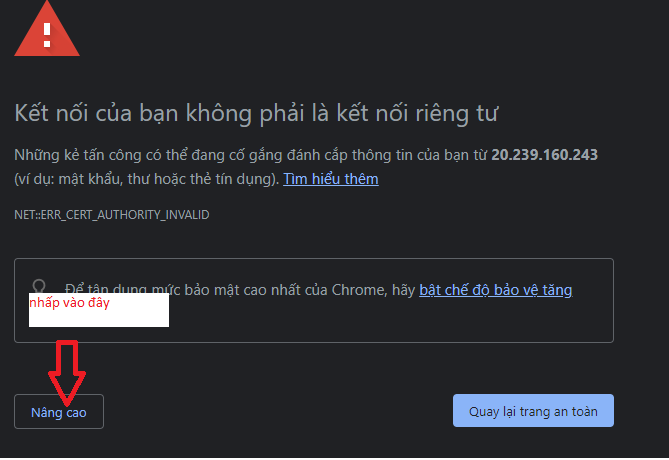 Kết nối của bạn không phải là kết nối riêng tư
Những kẻ tấn công có thể đang cố gắng đánh cắp thông tin của bạn từ 20.239.160.243
(ví dụ: mật khẩu, thư hoặc thẻ tín dụng). Tìm hiểu thêm
NET::ERR_CERT_AUTHORITY_INVALID
Để tận dụng mức bảo mật cao nhất của Chrome, hãy bật chế độ bảo vệ tăng
nhấp vào đây
Nâng cao
Quay lại trang an toàn